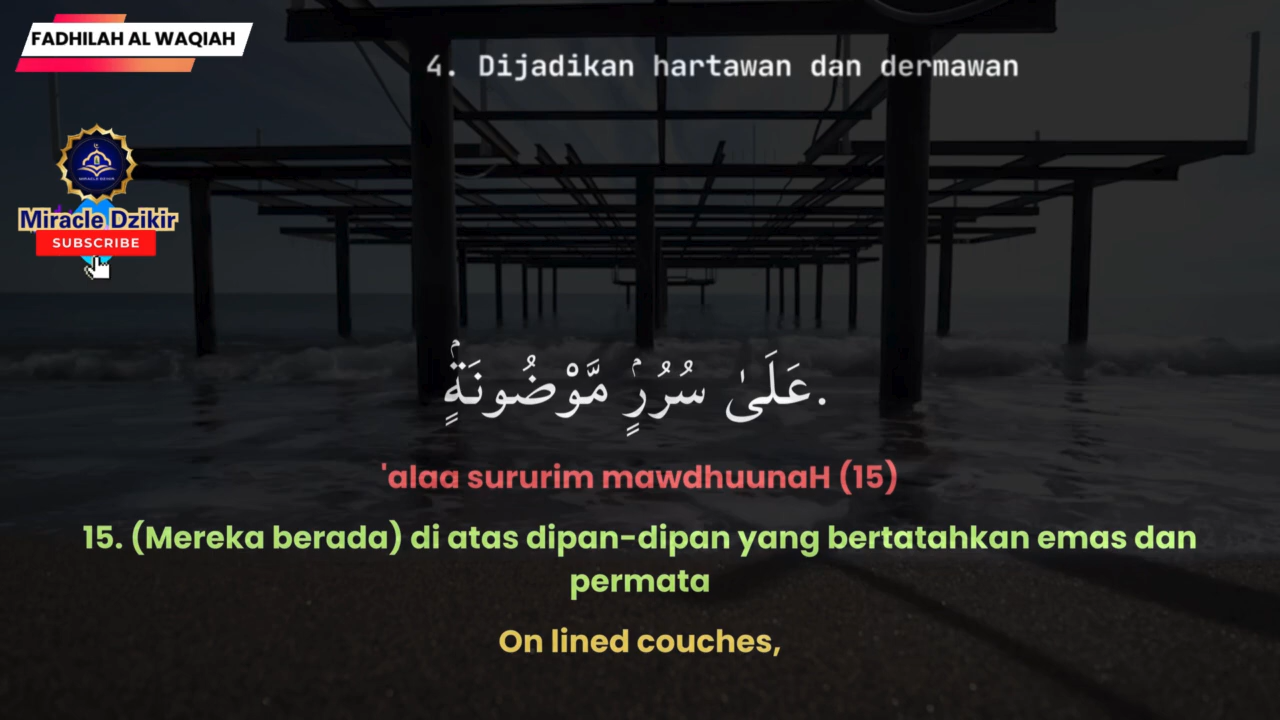 FADHILAH AL WAQIAH
4. Dijadikan hartawan dan dermawan
Miracle Dzikir
SUBSCRIBE
عَلَىٰ سُرُرٍۢ مَّوْضُونَةٍۢ.
'alaa sururim mawdhuunaH (15)
15. (Mereka berada) di atas dipan-dipan yang bertatahkan emas dan
permata
On lined couches,